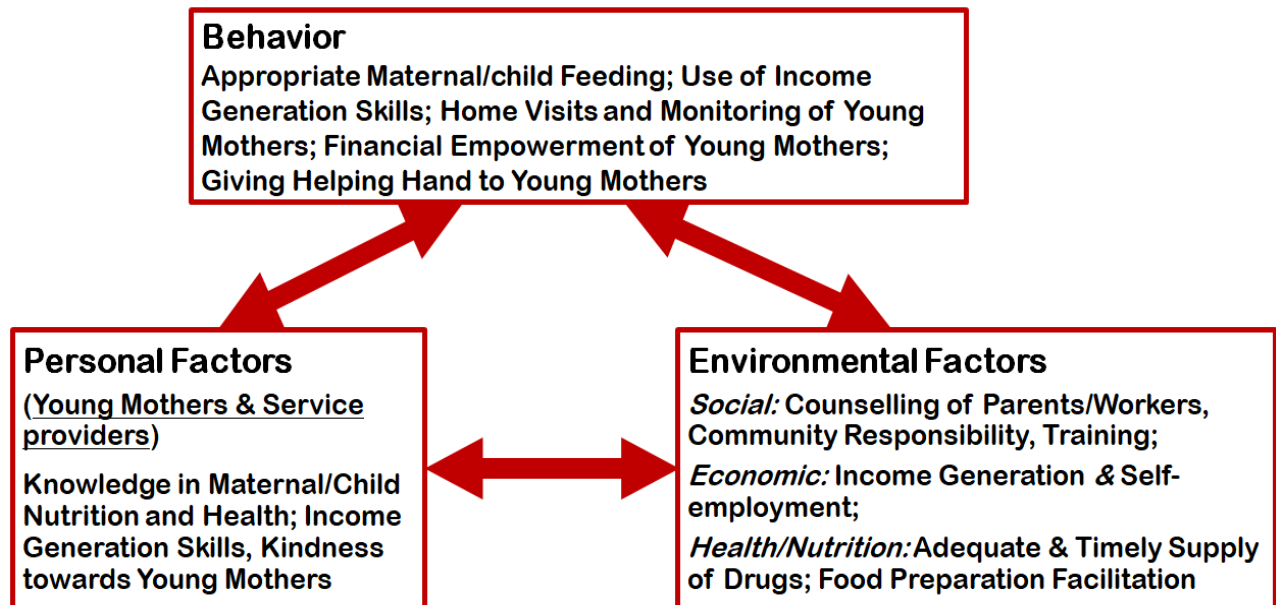 Behavior
Appropriate Maternal/child Feeding; Use of Income
Generation Skills; Home Visits and Monitoring of Young
Mothers; Financial Empowerment of Young Mothers;
Giving Helping Hand to Young Mothers
Personal Factors
(Young Mothers & Service
providers)
Knowledge in Maternal/Child
Nutrition and Health; Income
Generation Skills, Kindness
towards Young Mothers
Environmental Factors
Social: Counselling of Parents/Workers,
Community Responsibility, Training;
Economic: Income Generation & Self-
employment;
Health/Nutrition: Adequate & Timely Supply
of Drugs; Food Preparation Facilitation